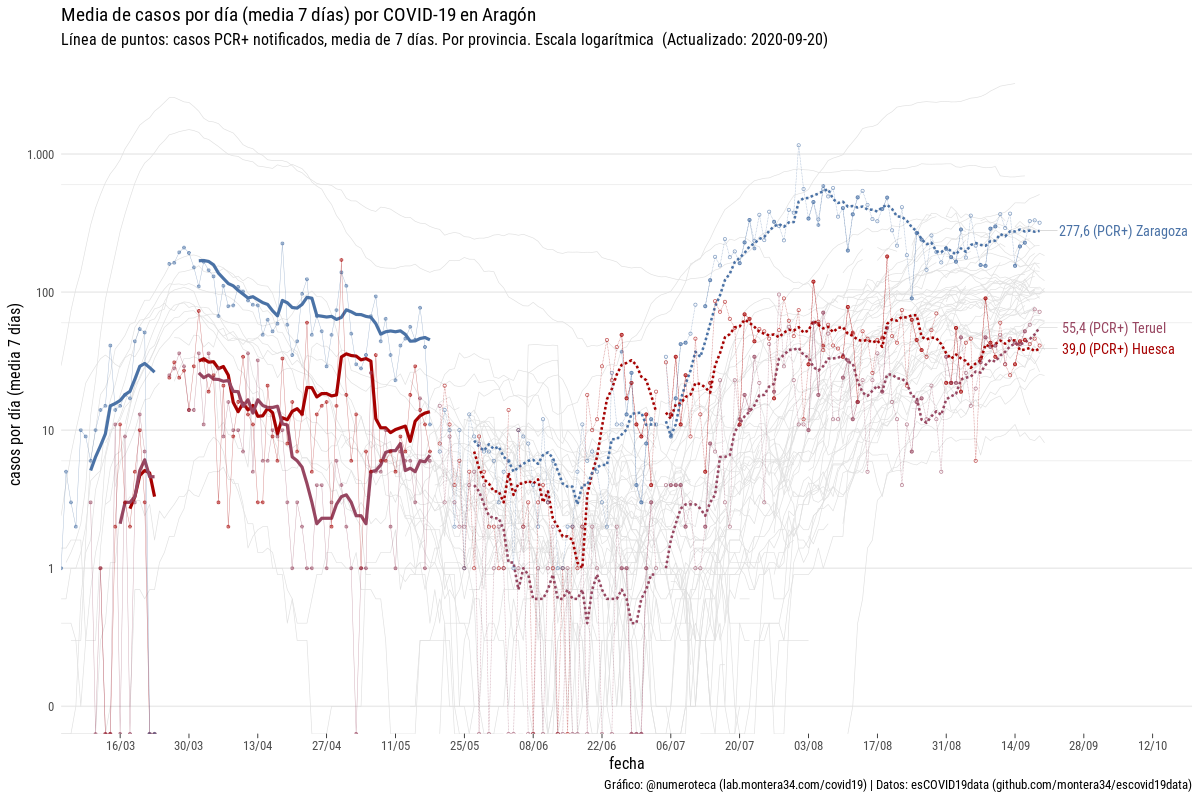 Media de casos por día (media 7 días) por COVID-19 en Aragón
Línea de puntos: casos PCR+ notificados, media de 7 días. Por provincia. Escala logarítmica  (Actualizado: 2020-09-20)
casos por día (media 7 días)
1.000
100
10
1
0
277,6 (PCR+) Zaragoza
55,4 (PCR+) Teruel
39,0 (PCR+) Huesca
16/03 30/03 13/04 27/04 11/05 25/05 08/06 22/06 06/07 20/07 03/08 17/08 31/08 14/09 28/09 12/10
fecha
Gráfico: @numeroteca (lab.montera34.com/covid19) | Datos: esCOVID19data (github.com/montera34/escovid19data)